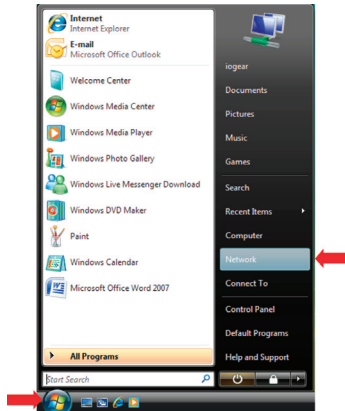 Internet
Internet Explorer
E-mail
Microsoft Office Outlook
Welcome Center
Windows Media Center
Windows Media Player
Windows Photo Gallery
Windows Live Messenger Download
Windows DVD Maker
Paint
Windows Calendar
Microsoft Office Word 2007
All Programs
Start Search
iogear
Documents
Pictures
Music
Games
Search
Recent Items
Computer
Network
Connect To
Control Panel
Default Programs
Help and Support